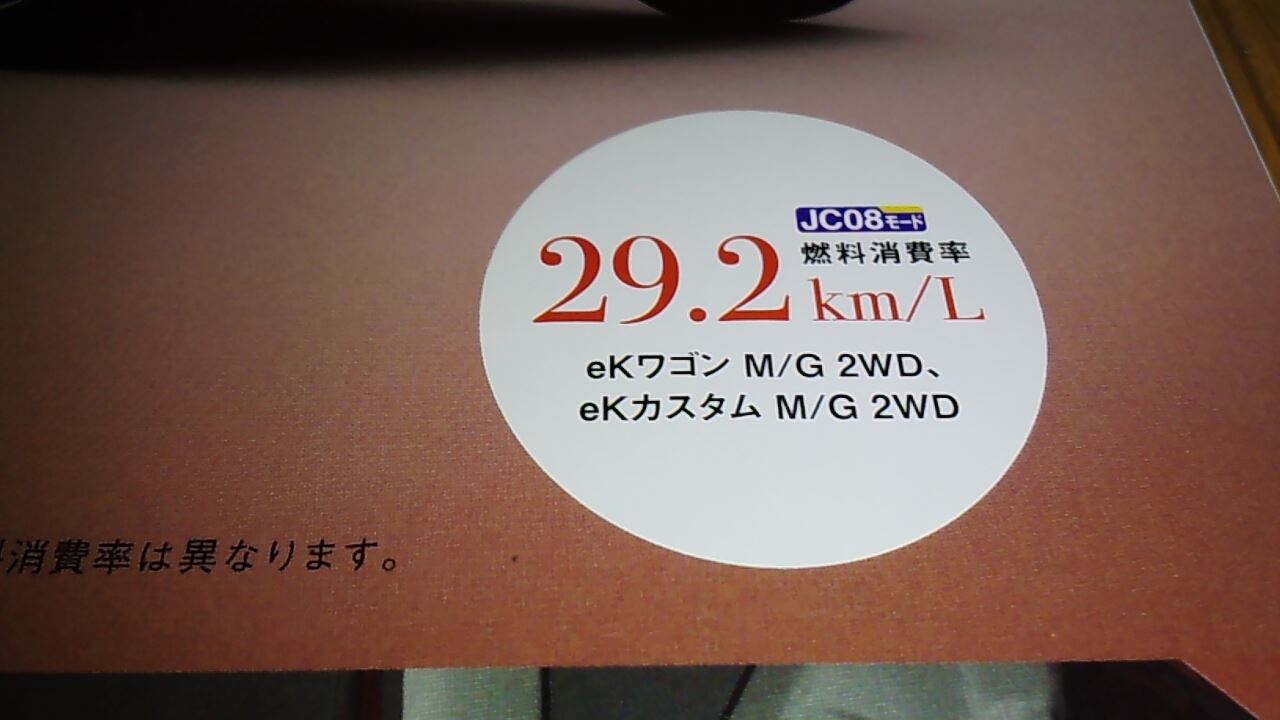 JC08モード
燃料消費率
29.2 km/L
eKワゴン M/G 2WD、
eKカスタム M/G 2WD
消費率は異なります。